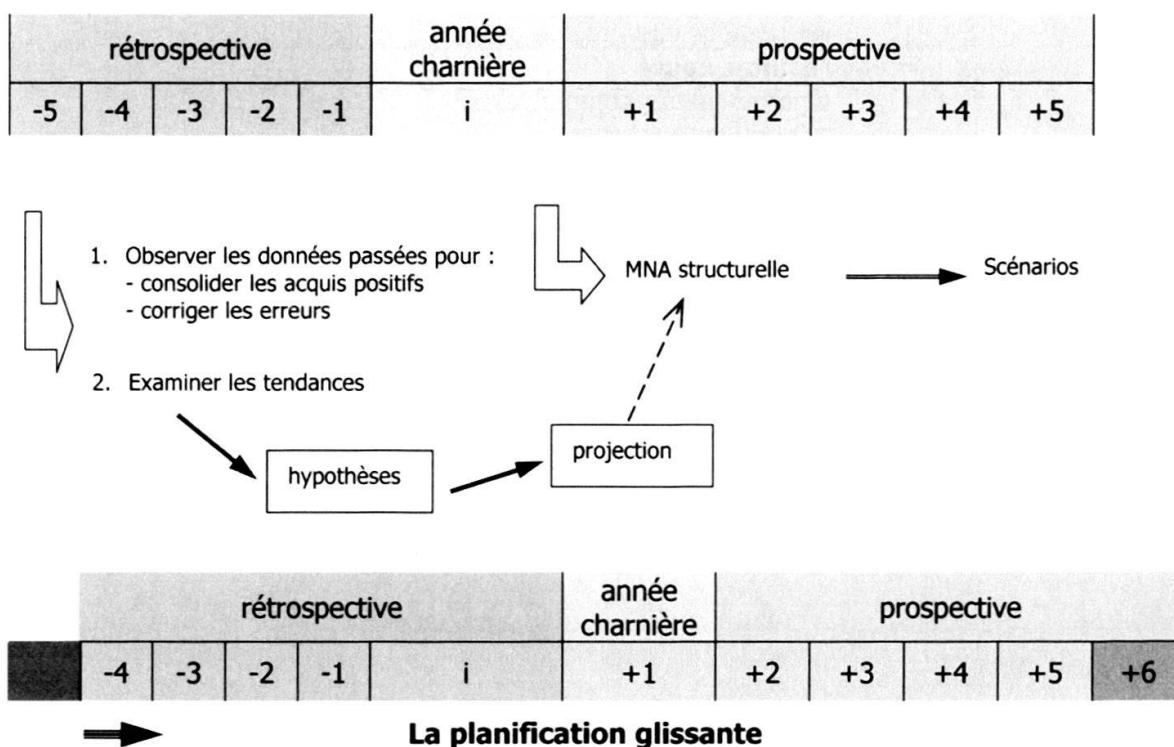 rétrospective année charnière prospective
-5 -4 -3 -2 -1 i +1 +2 +3 +4 +5
1. Observer les données passées pour :
- consolider les acquis positifs
- corriger les erreurs
MNA structurelle
Scénarios
2. Examiner les tendances
hypothèses
projection
rétrospective année charnière prospective
-4 -3 -2 -1 i +1 +2 +3 +4 +5 +6
La planification glissante